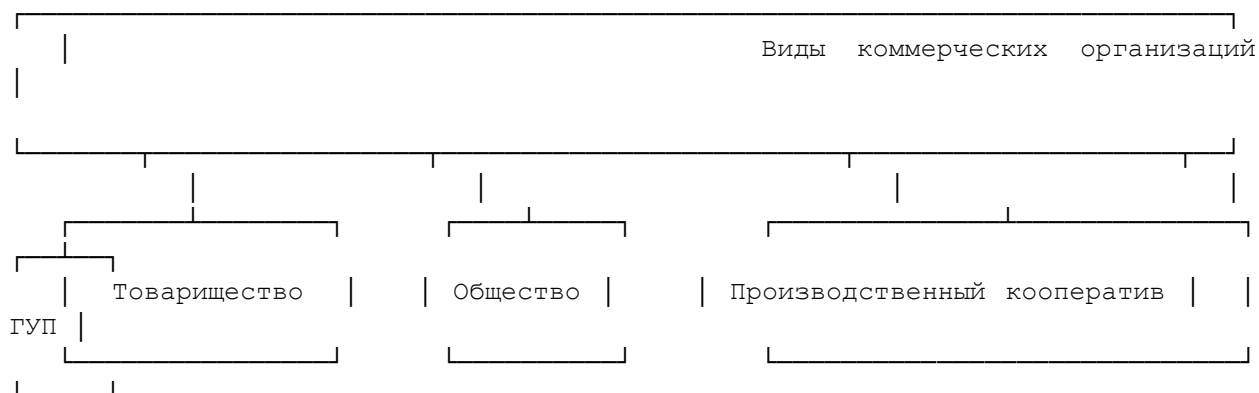 Виды коммерческих организаций
Товарищество Общество Производственный кооператив
ГУП